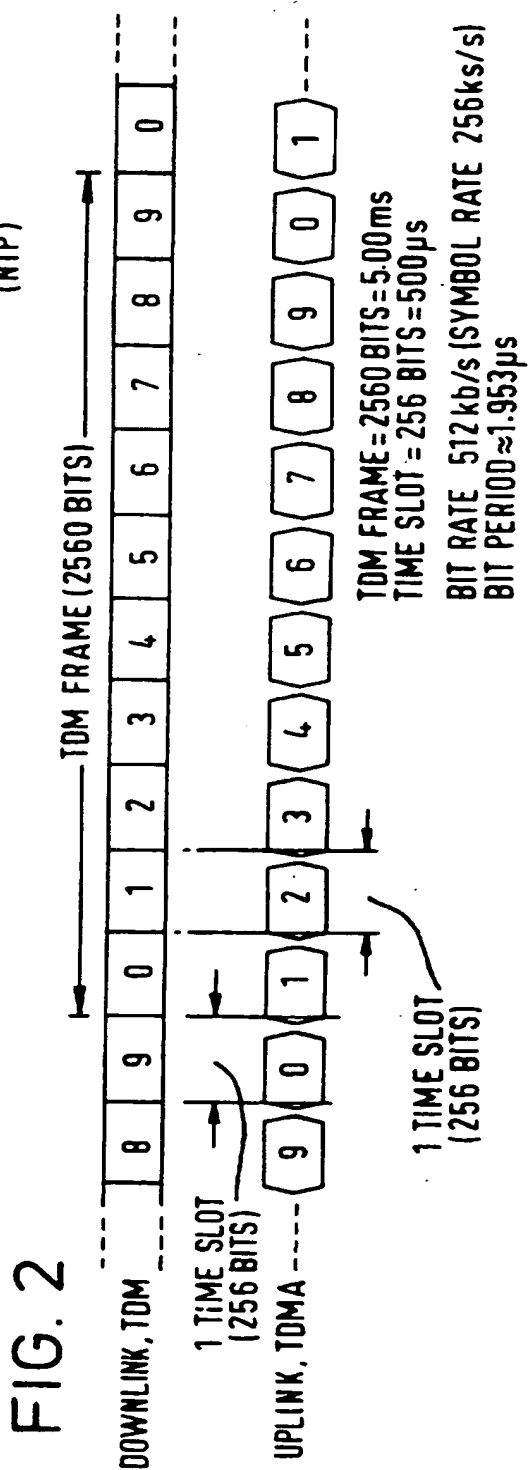 (NTP)
FIG. 2
TDM FRAME (2560 BITS)
DOWNLINK, TDM
8 9 0 1 2 3 4 5 6 7 8 9 0
1 TIME SLOT
(256 BITS)
UPLINK, TDMA
9 0 1 2 3 4 5 6 7 8 9 0 1
1 TIME SLOT
(256 BITS)
TDM FRAME = 2560 BITS = 5.00ms
TIME SLOT = 256 BITS = 500µs
BIT RATE 512kb/s (SYMBOL RATE 256ks/s)
BIT PERIOD ≈ 1.953µs